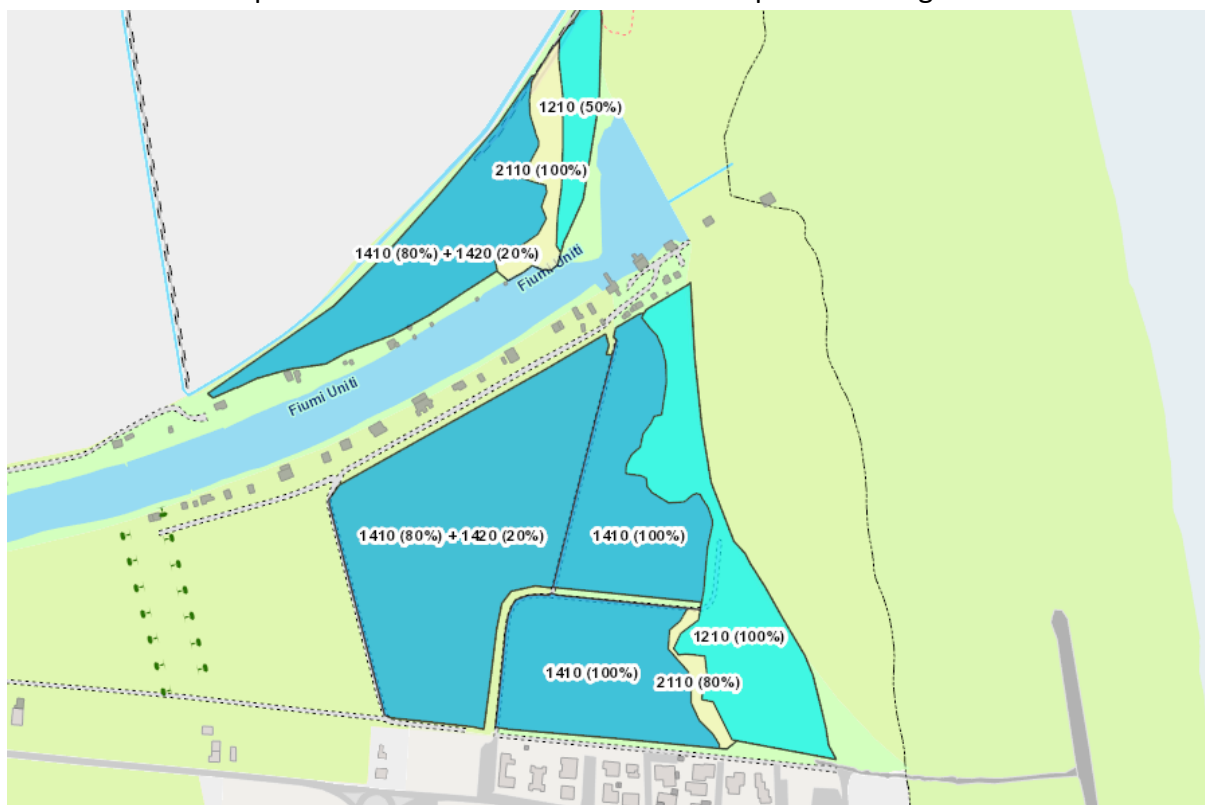 1210 (50%)
2110 (100%)
1410 (80%) + 1420 (20%)
Fiumi Uniti
Fiumi Uniti
1410 (80%) + 1420 (20%)
1410 (100%)
1210 (100%)
1410 (100%)
2110 (80%)